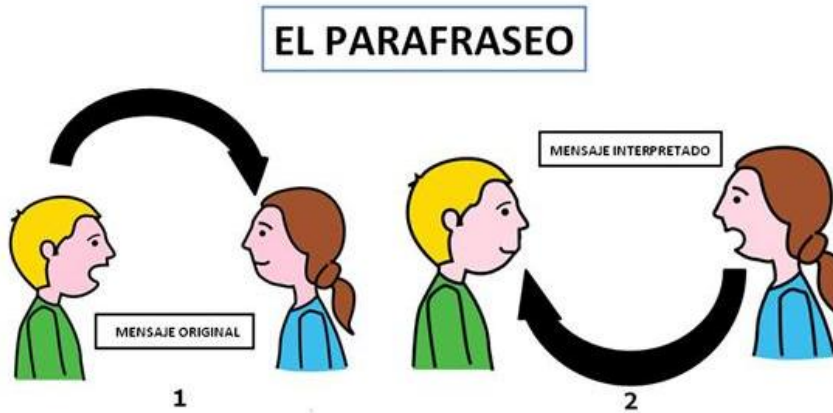 EL PARAFRASEO
MENSAJE ORIGINAL
1
MENSAJE INTERPRETADO
2